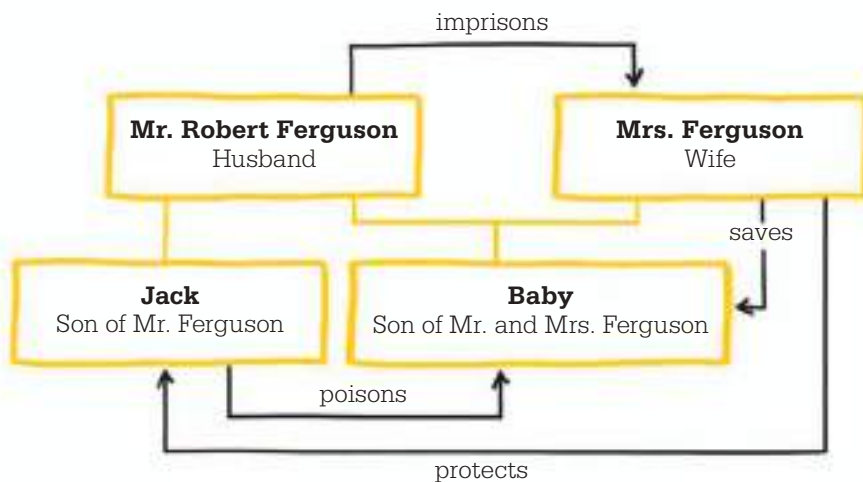 imprisons
Mr. Robert Ferguson
Husband
Mrs. Ferguson
Wife
saves
Jack
Son of Mr. Ferguson
Baby
Son of Mr. and Mrs. Ferguson
poisons
protects